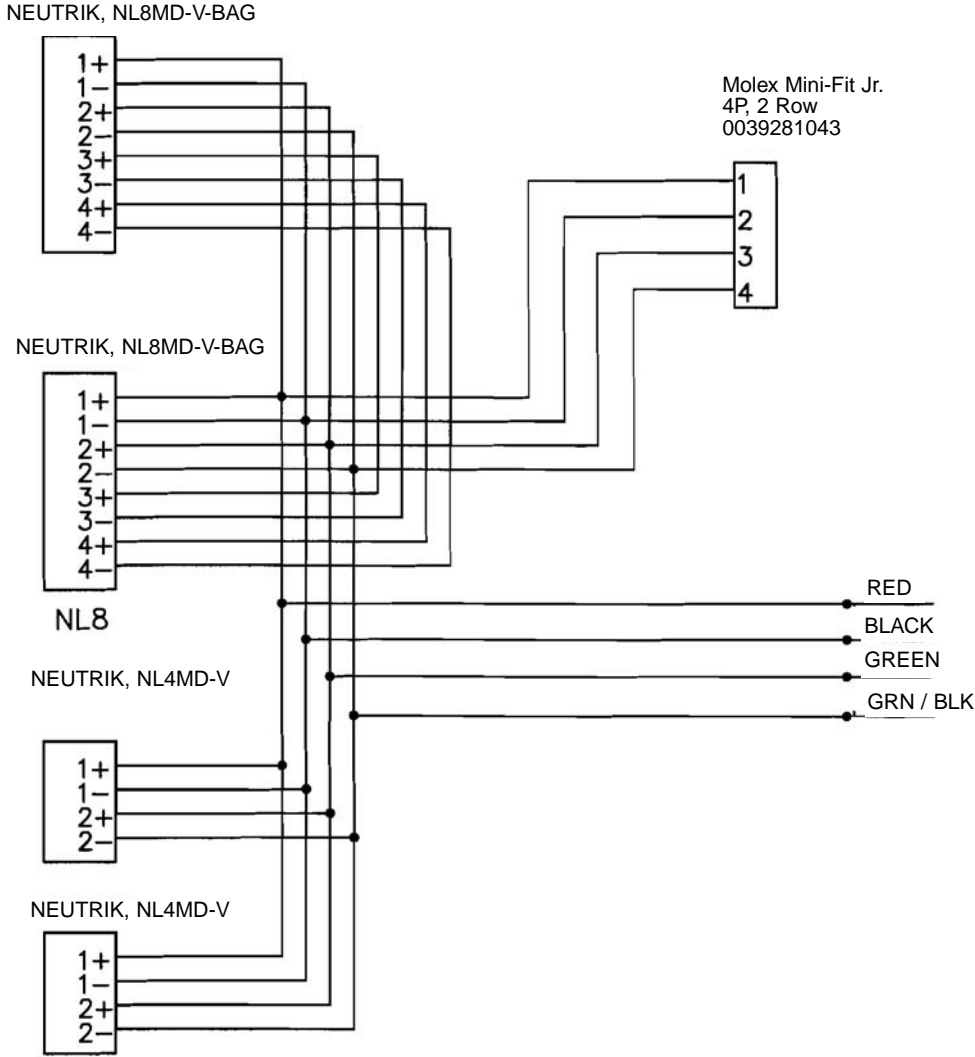 NEUTRIK, NL8MD-V-BAG
1+
1-
2+
2-
3+
3-
4+
4-
Molex Mini-Fit Jr.
4P, 2 Row
0039281043
1
2
3
4
NEUTRIK, NL8MD-V-BAG
1+
1-
2+
2-
3+
3-
4+
4-
NL8
RED
BLACK
GREEN
GRN / BLK
NEUTRIK, NL4MD-V
1+
1-
2+
2-
NEUTRIK, NL4MD-V
1+
1-
2+
2-